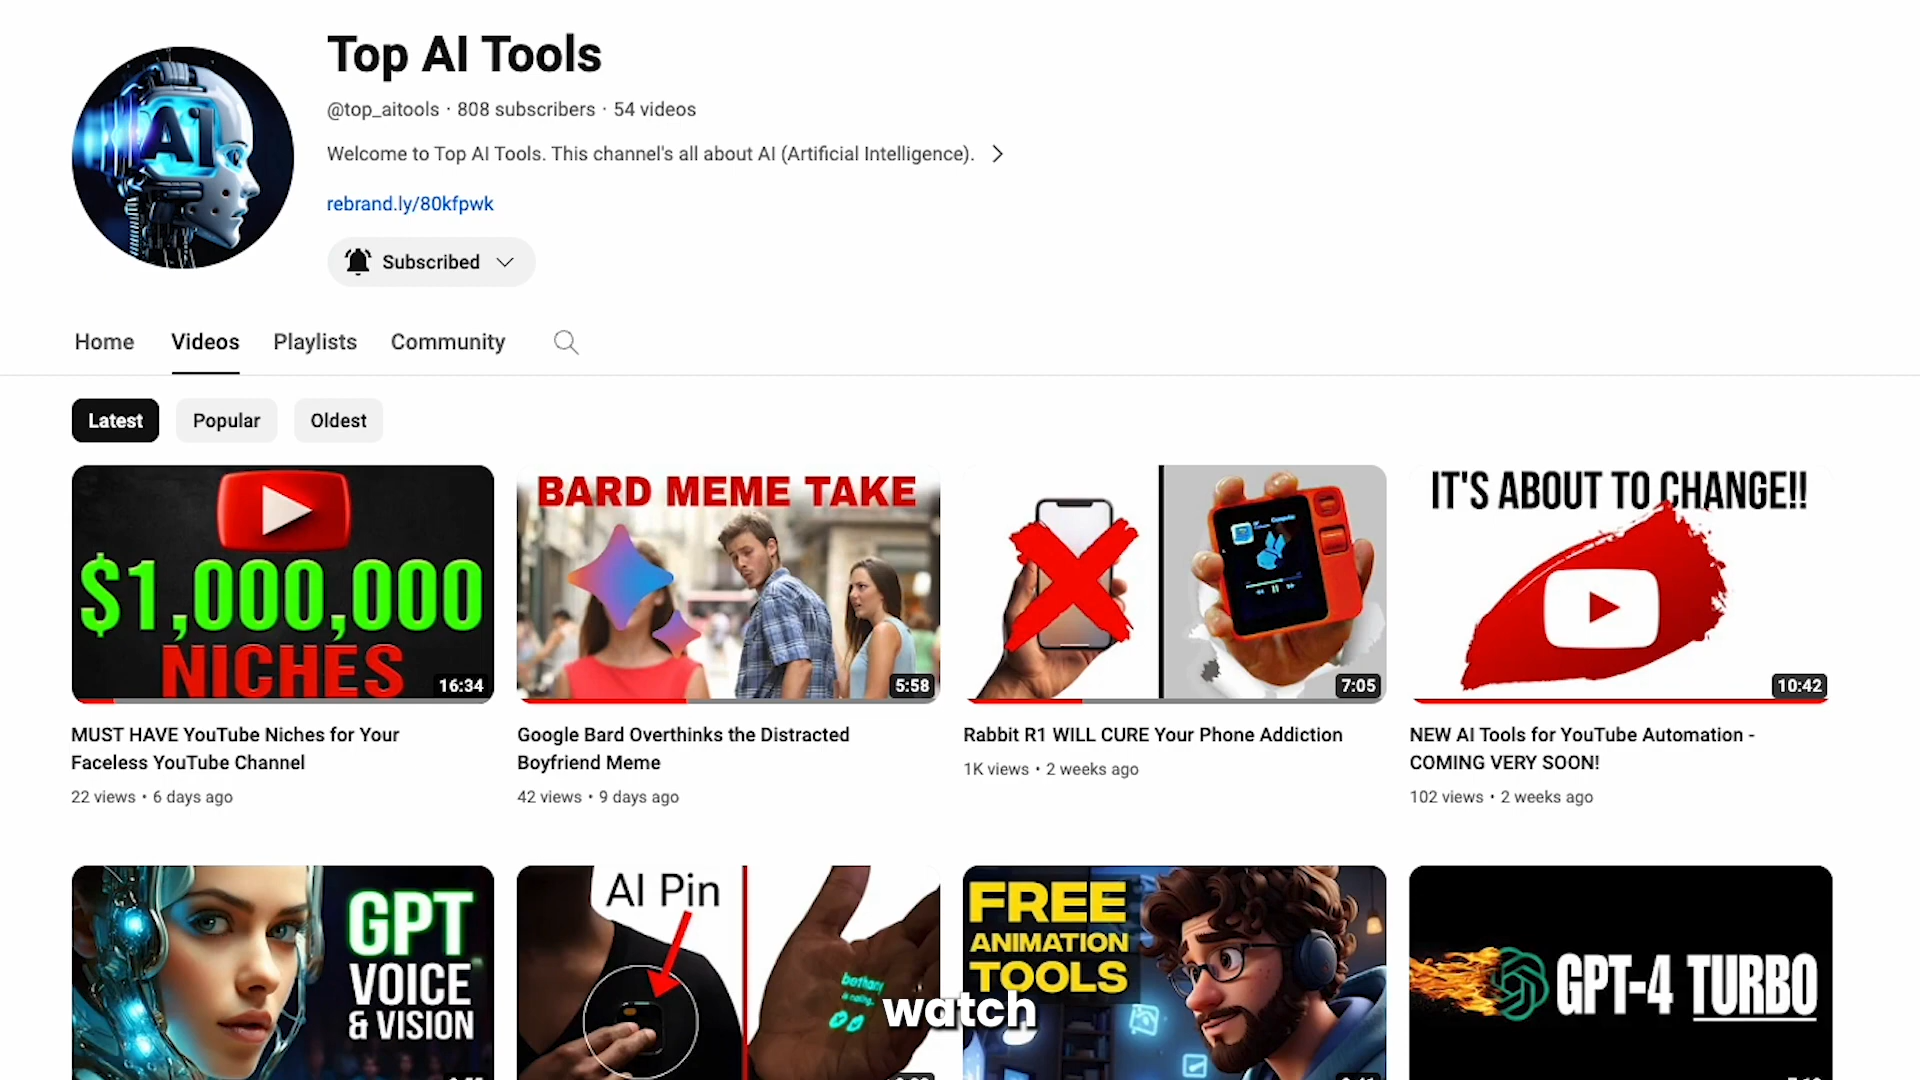 Top AI Tools
@top_aitools · 808 subscribers · 54 videos
Welcome to Top AI Tools. This channel's all about AI (Artificial Intelligence).
rebrand.ly/80kfpwk
Subscribed
Home Videos Playlists Community
Latest Popular Oldest
AI
$1,000,000
NICHES
16:34
BARD MEME TAKE
5:58
7:05
IT'S ABOUT TO CHANGE!!
10:42
MUST HAVE YouTube Niches for Your
Faceless YouTube Channel
22 views • 6 days ago
Google Bard Overthinks the Distracted
Boyfriend Meme
42 views • 9 days ago
Rabbit R1 WILL CURE Your Phone Addiction
1K views • 2 weeks ago
NEW AI Tools for YouTube Automation -
COMING VERY SOON!
102 views • 2 weeks ago
GPT
VOICE
& VISION
AI Pin
bethany
FREE
ANIMATION
TOOLS
GPT-4 TURBO
watch